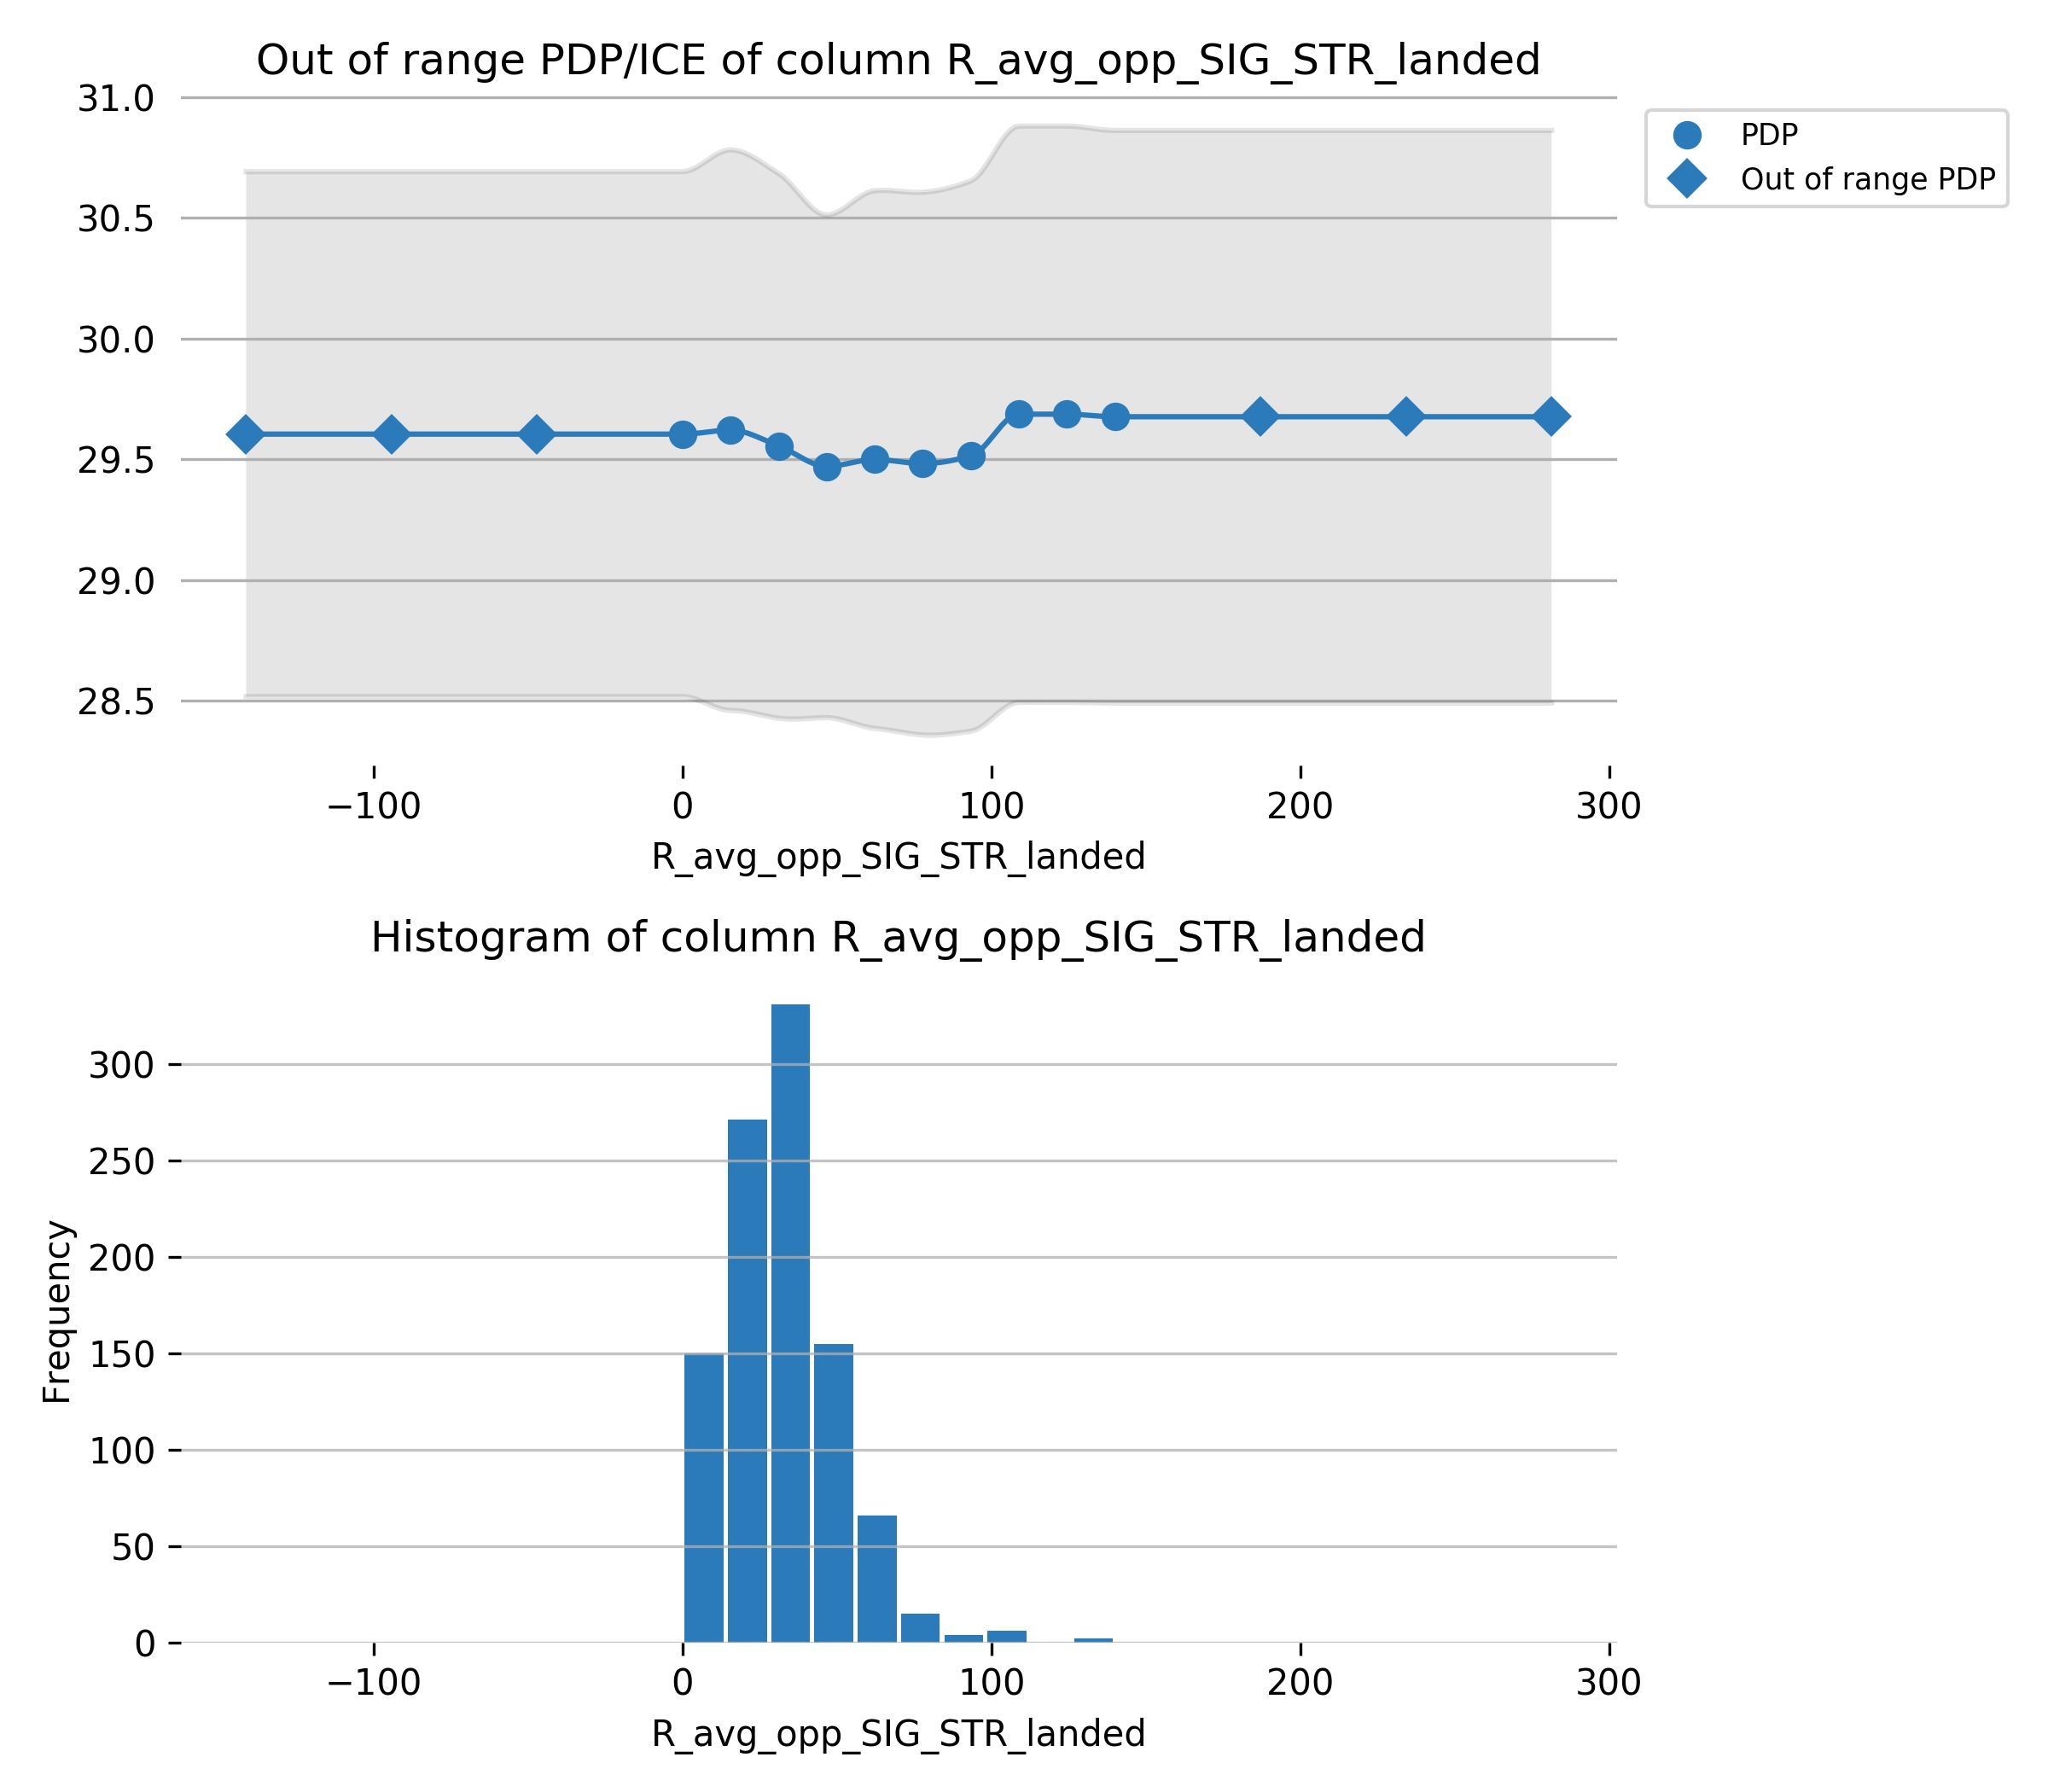 Out of range PDP/ICE of column R_avg_opp_SIG_STR_landed
31.0
30.5
30.0
29.5
29.0
28.5
PDP
Out of range PDP
−100 0 100 200 300
R_avg_opp_SIG_STR_landed
Histogram of column R_avg_opp_SIG_STR_landed
Frequency
300
250
200
150
100
50
0
−100 0 100 200 300
R_avg_opp_SIG_STR_landed